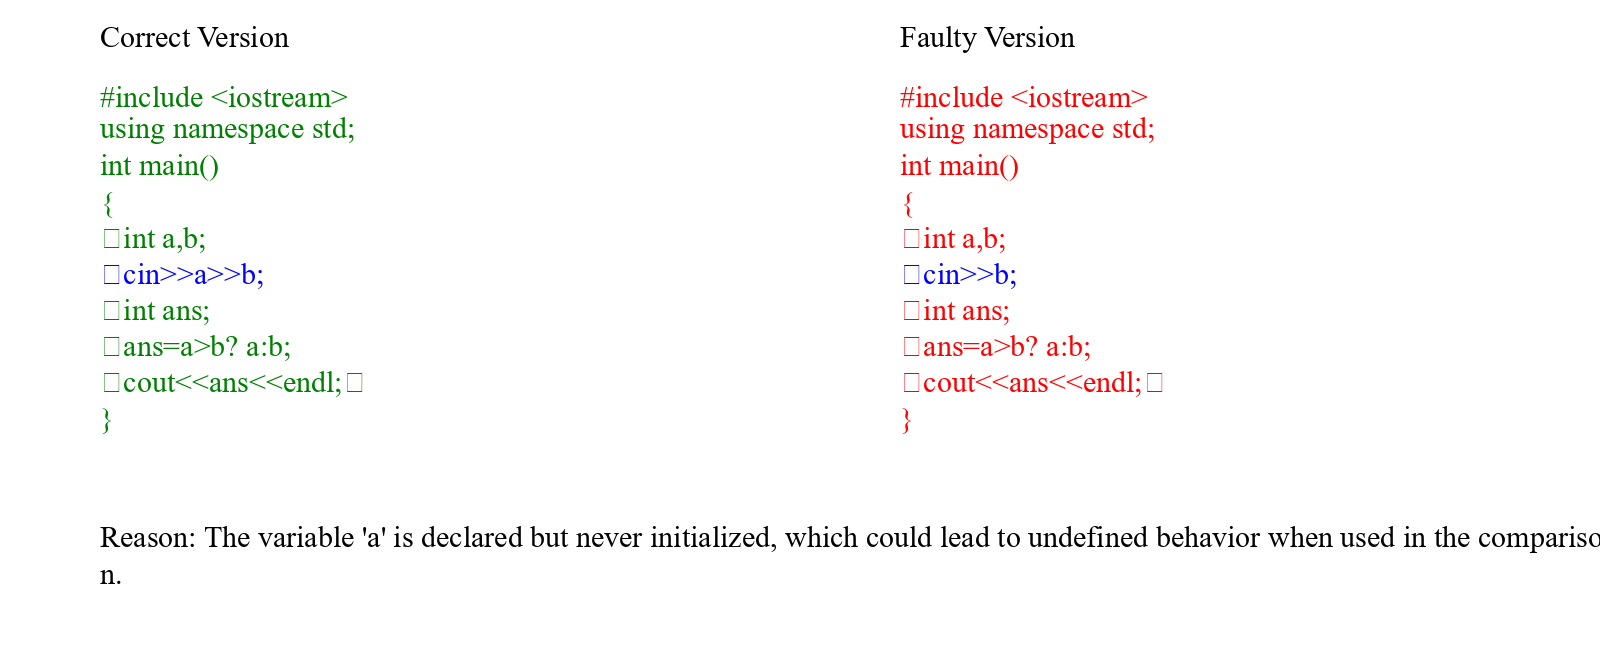 Correct Version
#include <iostream>
using namespace std;
int main()
{
□int a,b;
□cin>>a>>b;
□int ans;
□ans=a>b? a:b;
□cout<<ans<<endl;□
}
Faulty Version
#include <iostream>
using namespace std;
int main()
{
□int a,b;
□cin>>b;
□int ans;
□ans=a>b? a:b;
□cout<<ans<<endl;□
}
Reason: The variable 'a' is declared but never initialized, which could lead to undefined behavior when used in the compariso
n.